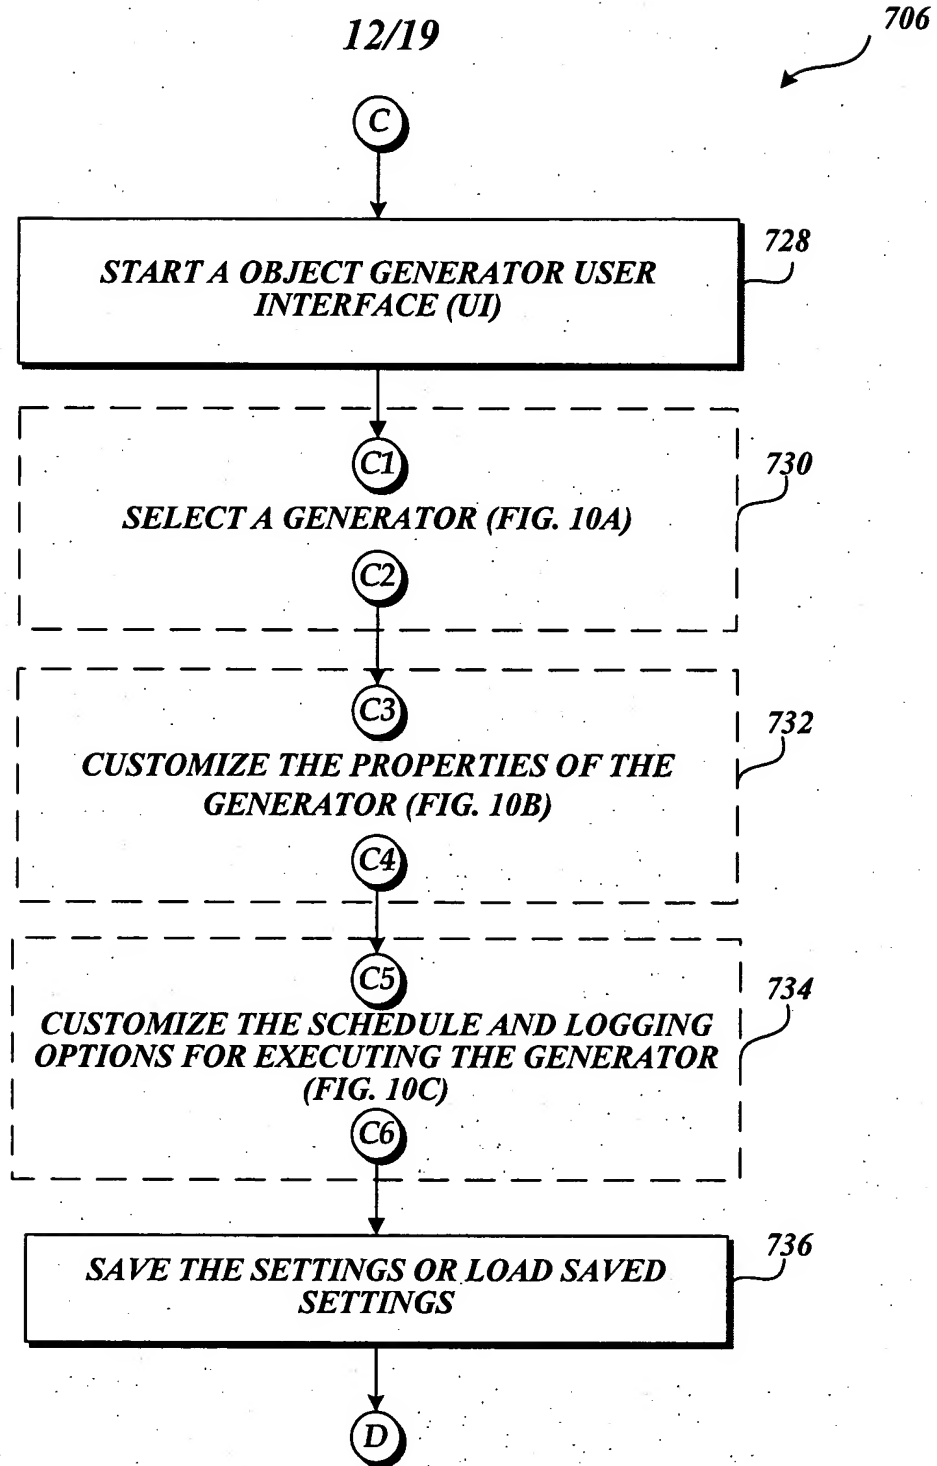 706
12/19
C
728
START A OBJECT GENERATOR USER
INTERFACE (UI)
C1
730
SELECT A GENERATOR (FIG. 10A)
C2
C3
732
CUSTOMIZE THE PROPERTIES OF THE
GENERATOR (FIG. 10B)
C4
C5
734
CUSTOMIZE THE SCHEDULE AND LOGGING
OPTIONS FOR EXECUTING THE GENERATOR
(FIG. 10C)
C6
736
SAVE THE SETTINGS OR LOAD SAVED
SETTINGS
D